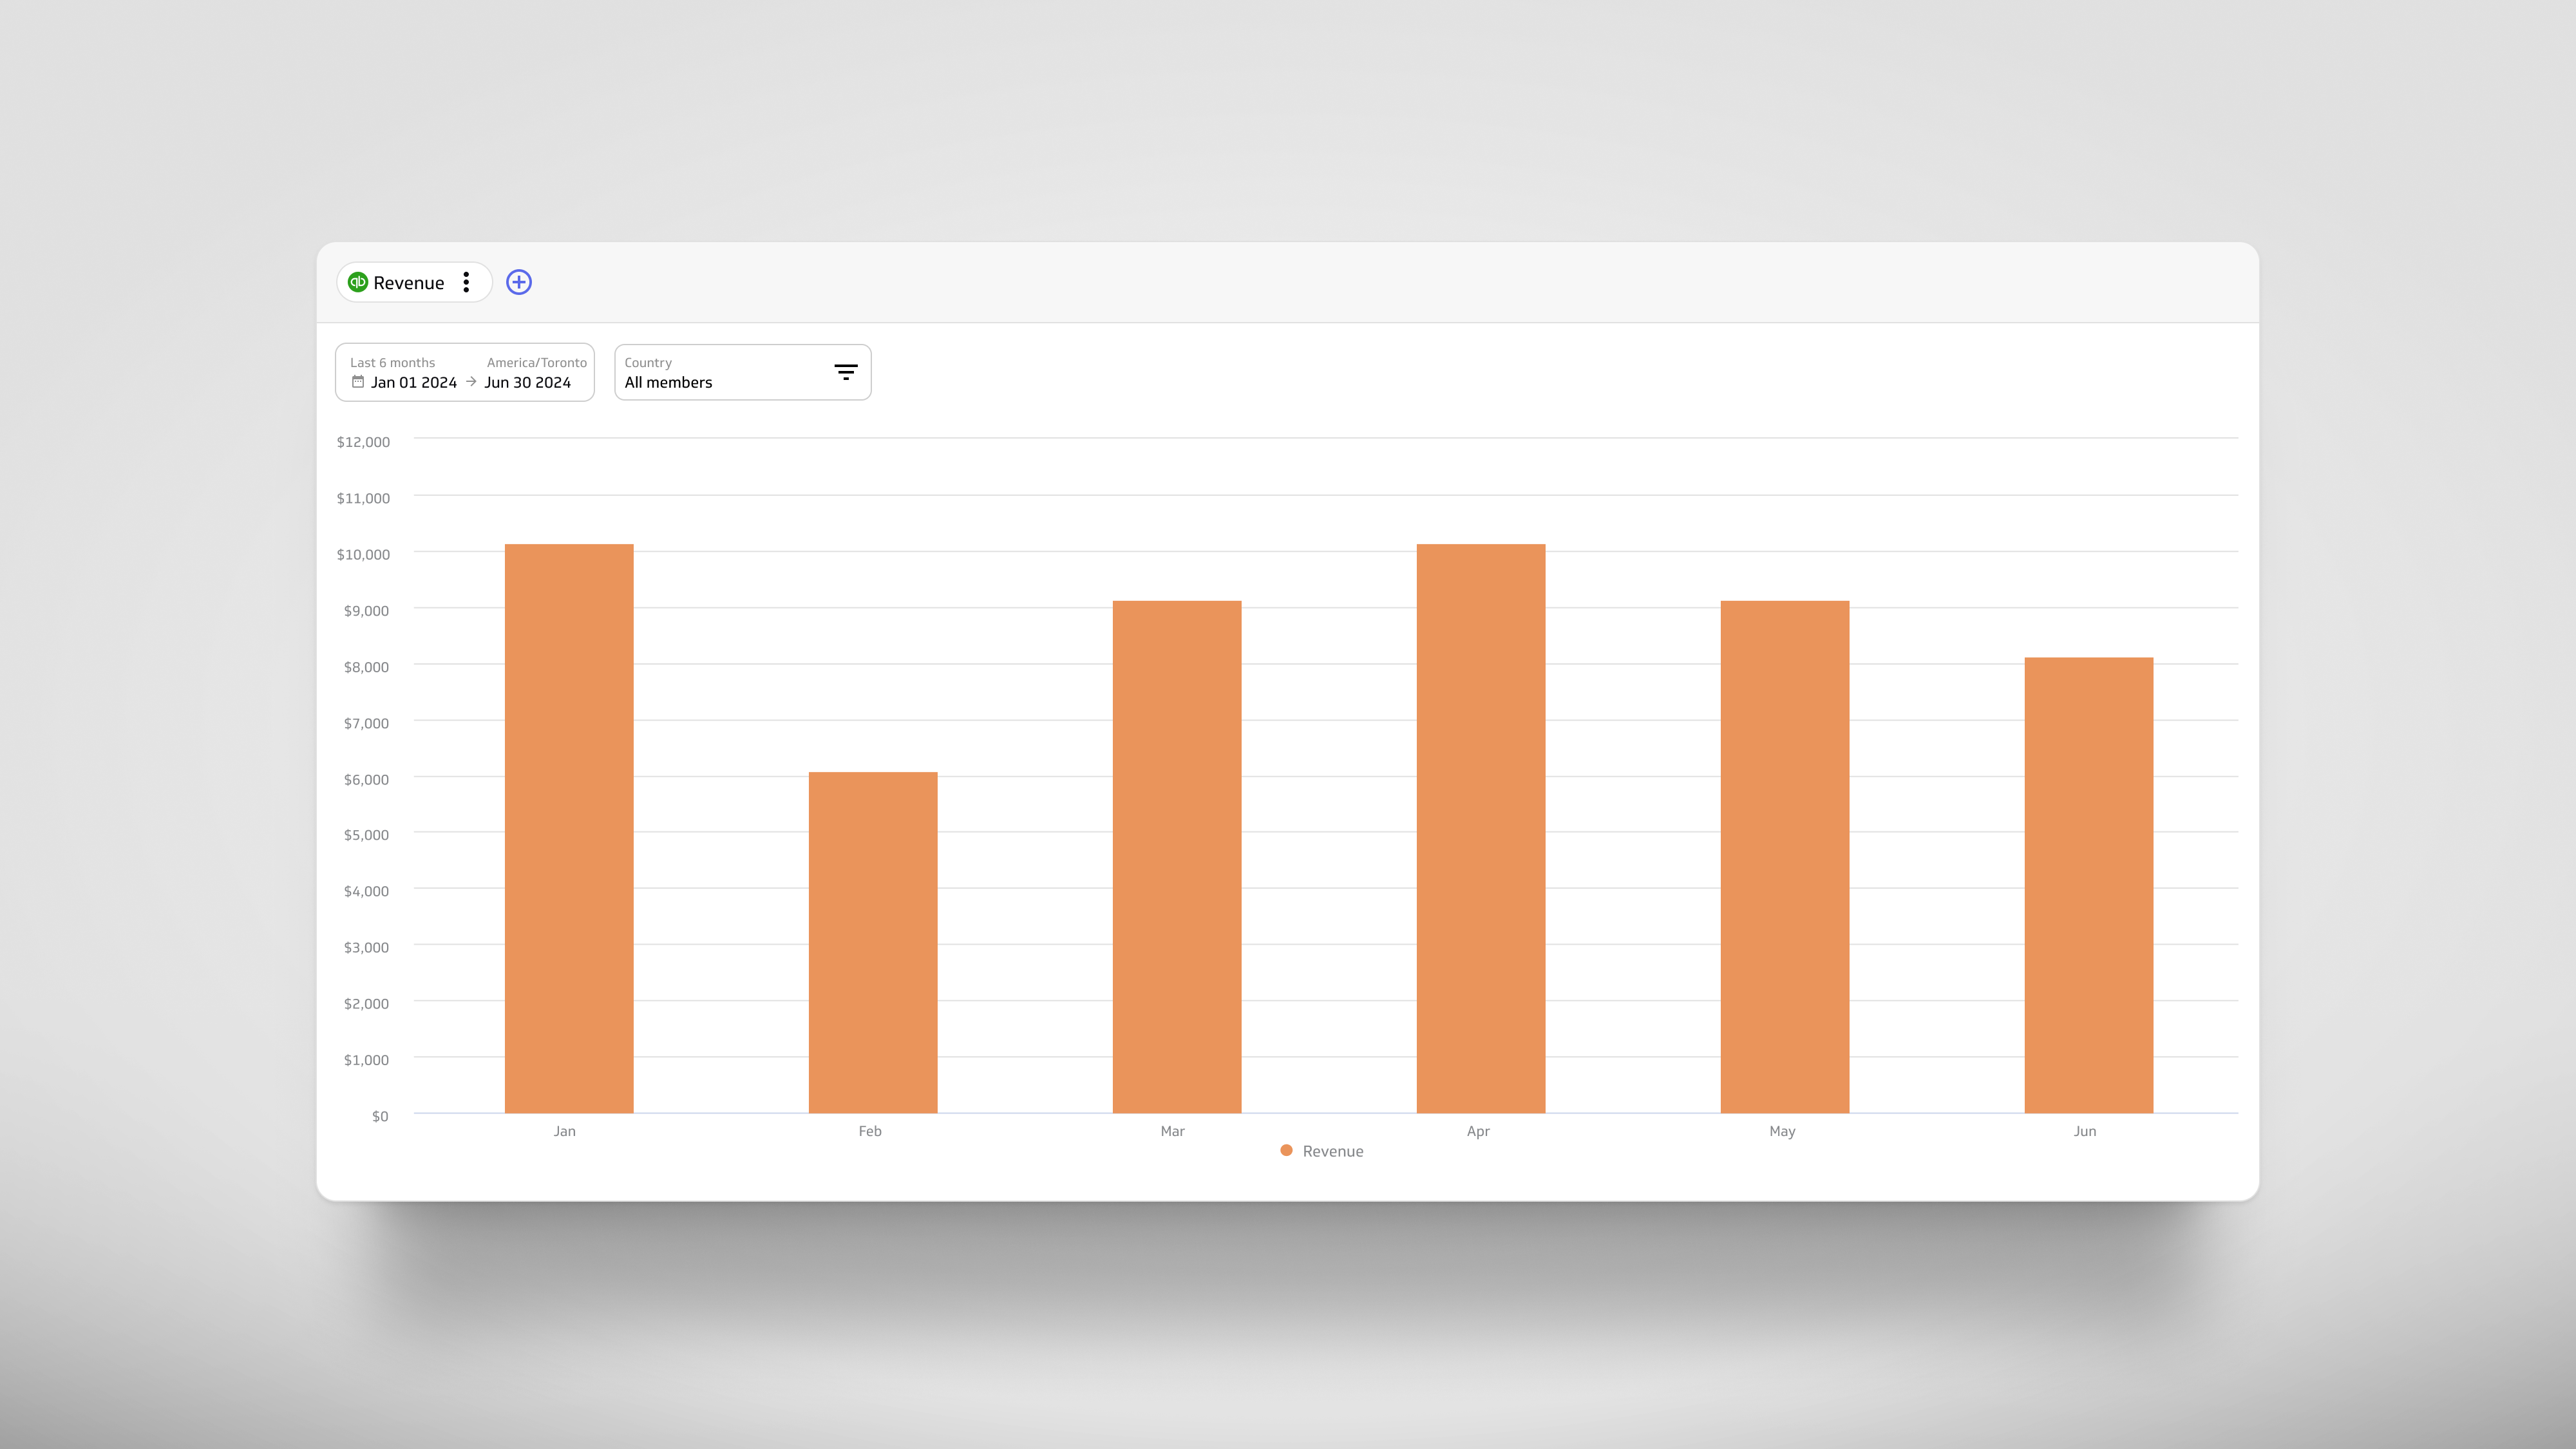 qb Revenue
Last 6 months America/Toronto
Jan 01 2024 → Jun 30 2024
Country
All members
$12,000
$11,000
$10,000
$9,000
$8,000
$7,000
$6,000
$5,000
$4,000
$3,000
$2,000
$1,000
$0
Jan Feb Mar Apr May Jun
Revenue